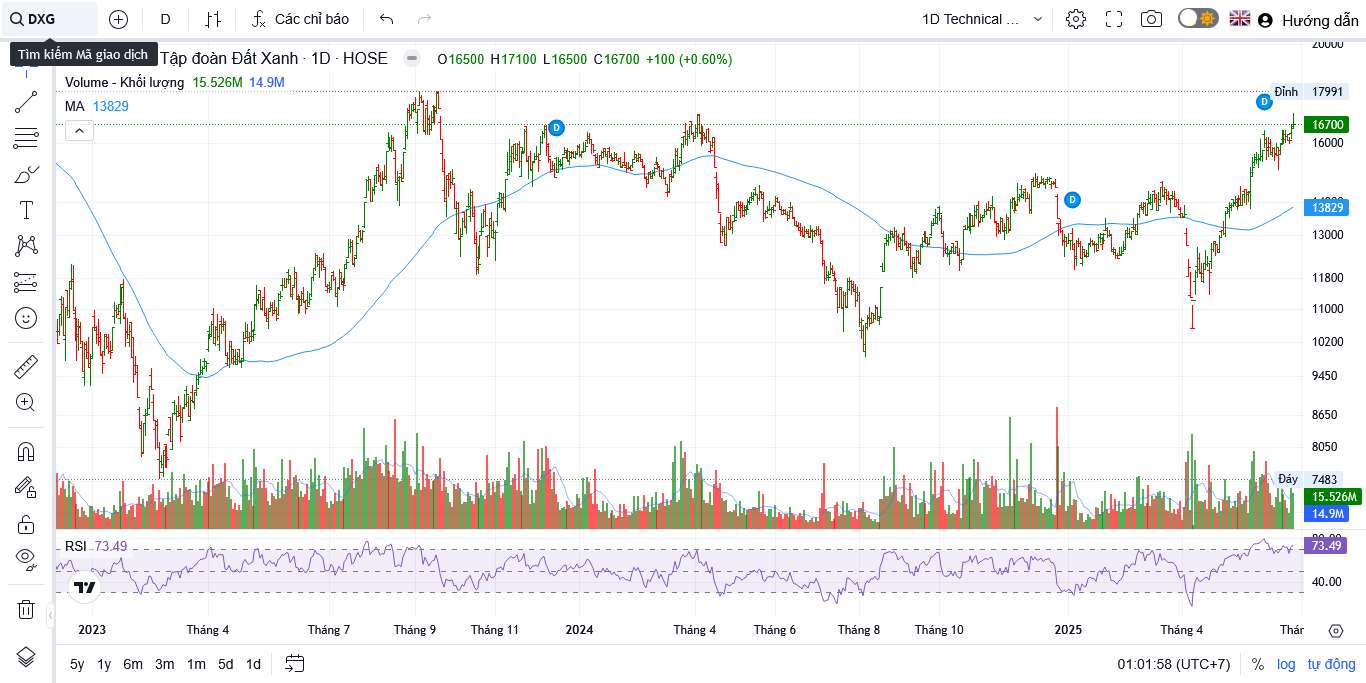 DXG D Các chỉ báo 1D Technical ... Hướng dẫn
Tìm kiếm Mã giao dịch
Tập đoàn Đất Xanh · 1D · HOSE O16500 H17100 L16500 C16700 +100 (+0.60%)
Volume - Khối lượng 15.526M 14.9M
MA 13829
D
D
D
20000
Đỉnh 17991
16700
16000
13829
13000
11800
11000
10200
9450
8650
8050
Đáy 7483
15.526M
14.9M
RSI 73.49
73.49
40.00
2023 Tháng 4 Tháng 7 Tháng 9 Tháng 11 2024 Tháng 4 Tháng 6 Tháng 8 Tháng 10 2025 Tháng 4 Thár
5y 1y 6m 3m 1m 5d 1d 01:01:58 (UTC+7) % log tự động